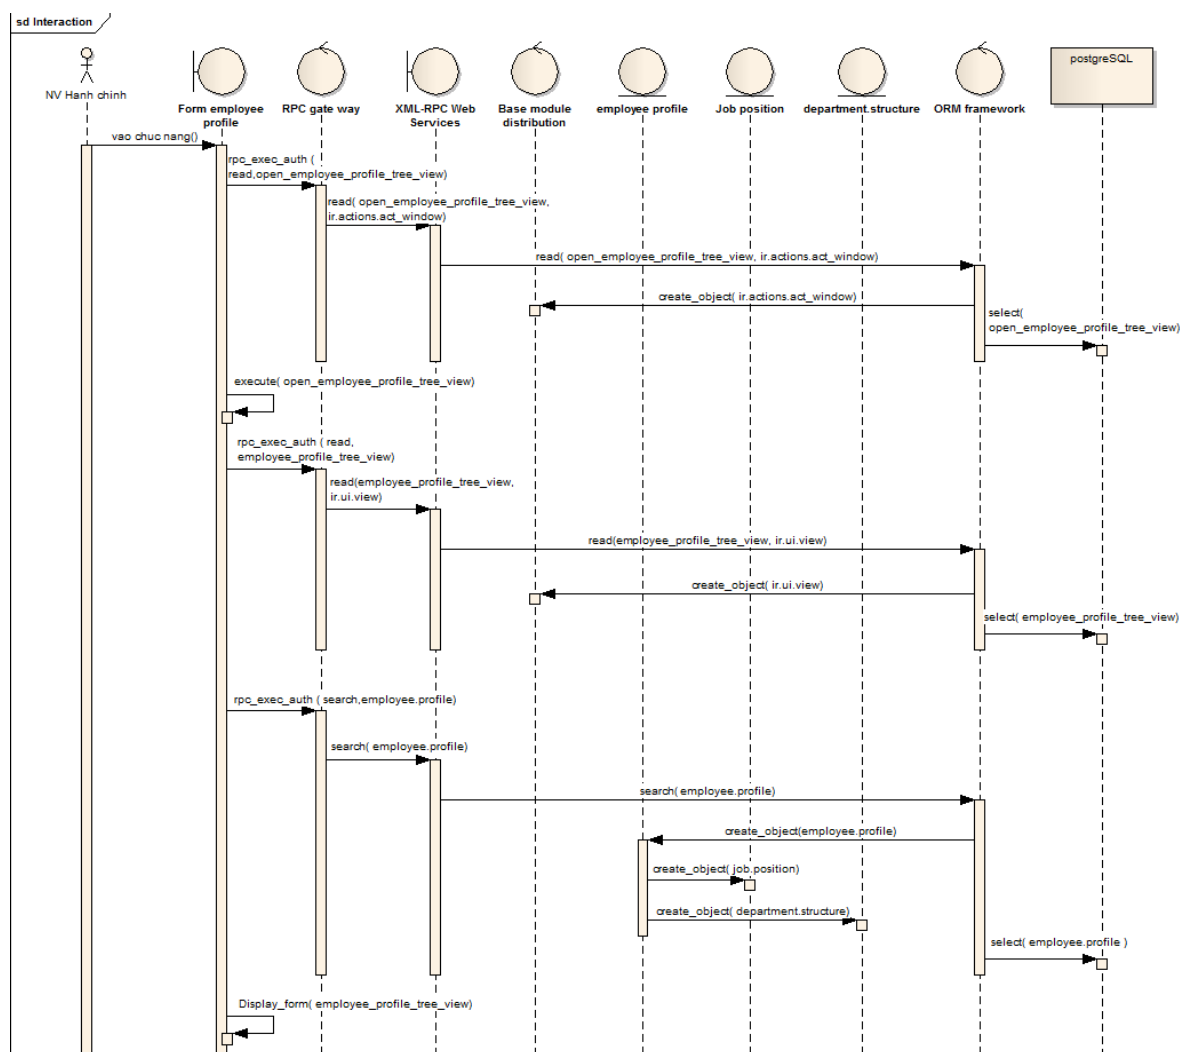 sd Interaction
NV Hanh chinh
Form employee
profile
RPC gate way
XML-RPC Web
Services
Base module
distribution
employee profile
Job position
department.structure
ORM framework
postgreSQL
vao chuc nang()
rpc_exec_auth (
read,open_employee_profile_tree_view)
read( open_employee_profile_tree_view,
ir.actions.act_window)
read( open_employee_profile_tree_view, ir.actions.act_window)
create_object( ir.actions.act_window)
select(
open_employee_profile_tree_view)
execute( open_employee_profile_tree_view)
rpc_exec_auth ( read,
employee_profile_tree_view)
read(employee_profile_tree_view,
ir.ui.view)
read(employee_profile_tree_view, ir.ui.view)
create_object( ir.ui.view)
select( employee_profile_tree_view)
rpc_exec_auth ( search,employee.profile)
search( employee.profile)
search( employee.profile)
create_object(employee.profile)
create_object( job.position)
create_object( department.structure)
select( employee.profile )
Display_form( employee_profile_tree_view)